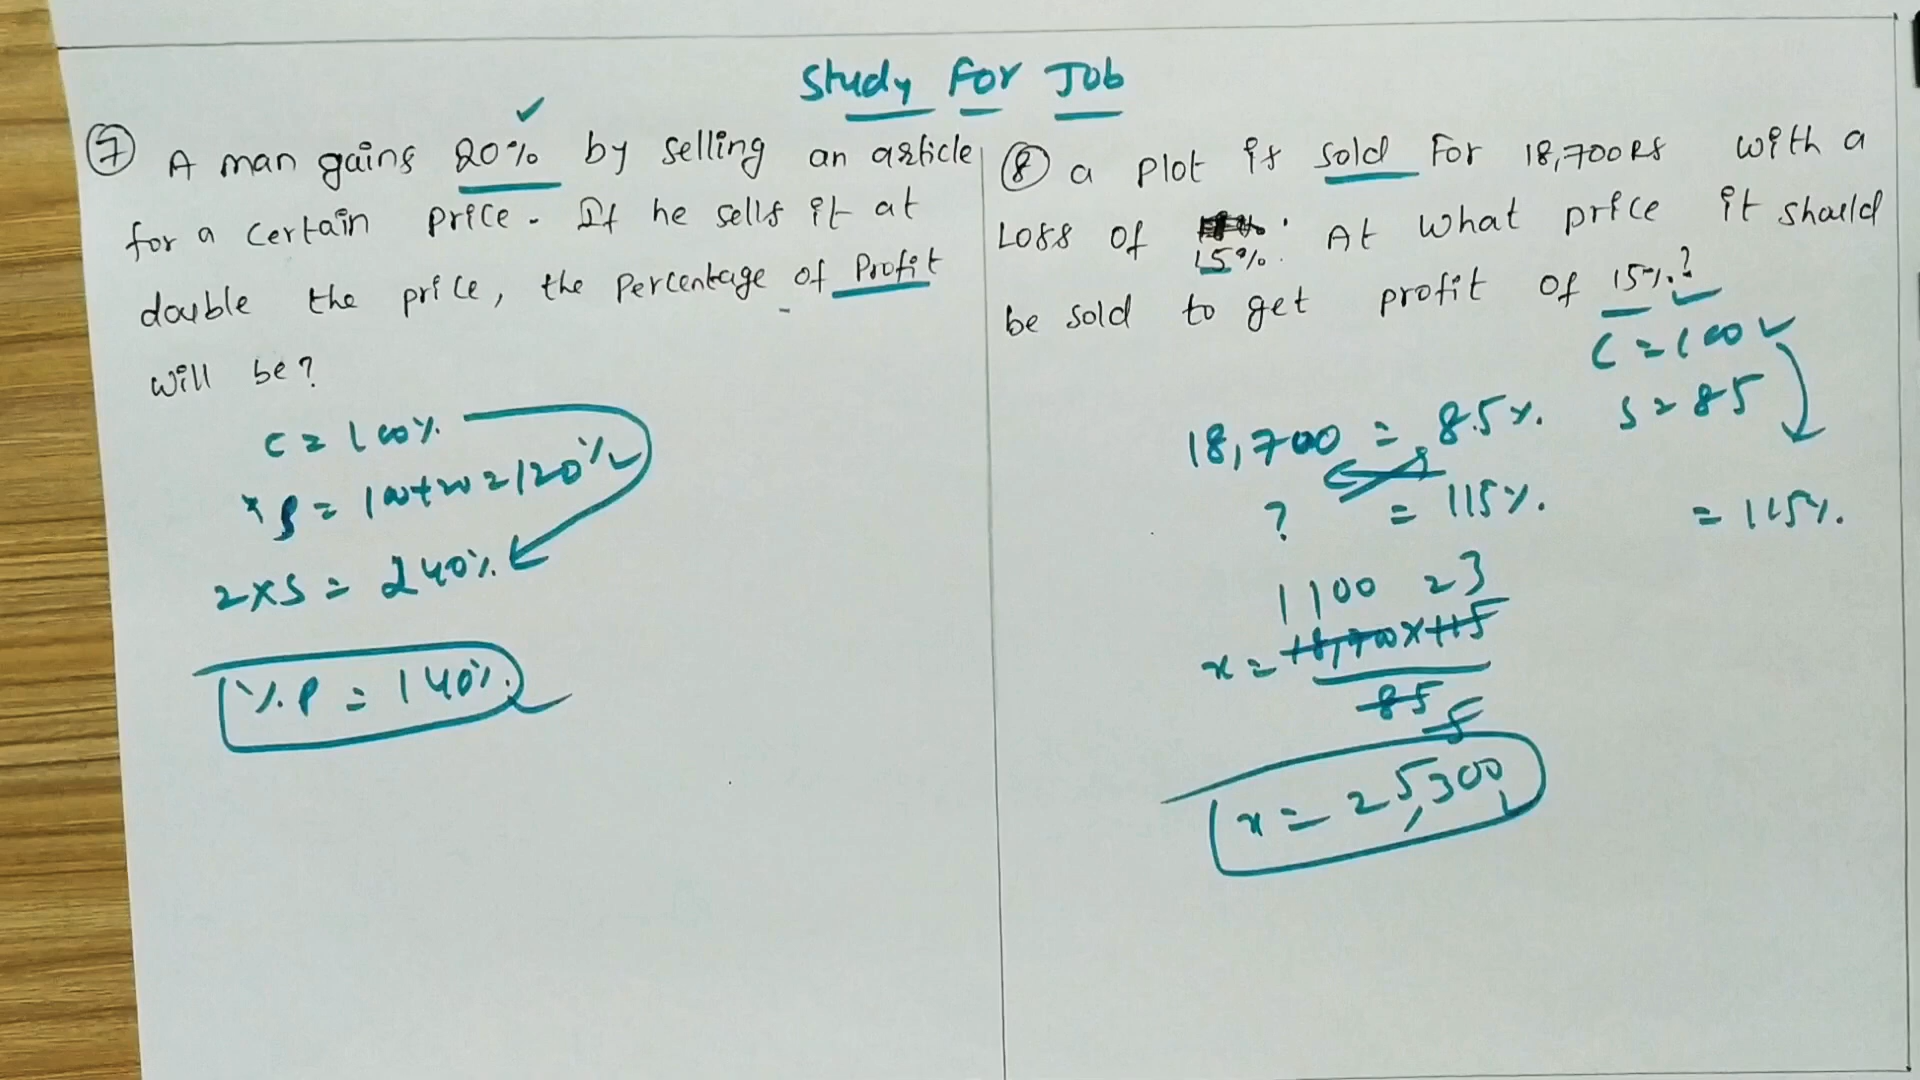 Study For Job
⑦ A man gains 20% by selling an article
for a certain price. If he sells it at
double the price, the percentage of Profit
will be?
C = 100%
S = 100+20 = 120%
2×S = 240%
%P = 140%
⑧ a plot is sold for 18,700RS with a
Loss of 15%. At what price it should
be sold to get profit of 15%?
C = 100
18,700 = 85% S = 85
? = 115% = 115%
1100 23
x = 18,700×115
85 5
x = 25,300